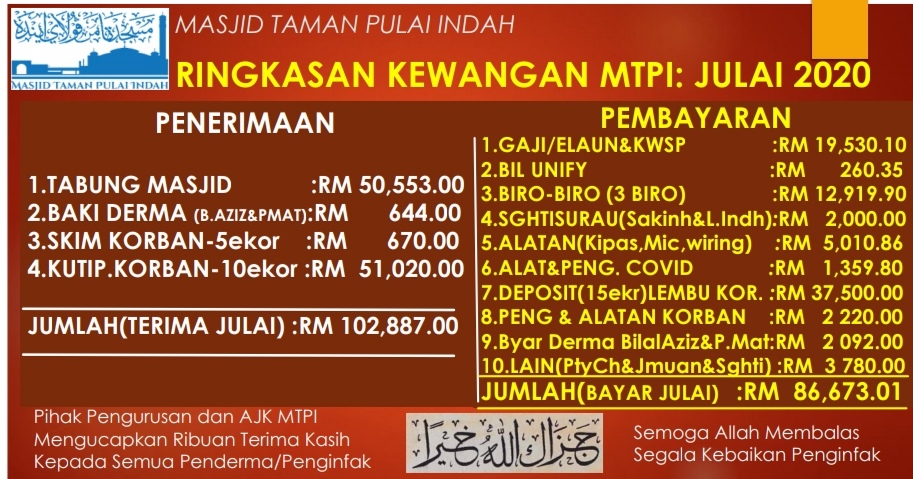 مسجد تامن فولاي اينده
MASJID TAMAN PULAI INDAH
MASJID TAMAN PULAI INDAH
RINGKASAN KEWANGAN MTPI: JULAI 2020
PENERIMAAN
1.TABUNG MASJID :RM 50,553.00
2.BAKI DERMA (B.AZIZ&PMAT):RM 644.00
3.SKIM KORBAN-5ekor :RM 670.00
4.KUTIP.KORBAN-10ekor :RM 51,020.00
JUMLAH(TERIMA JULAI) :RM 102,887.00
PEMBAYARAN
1.GAJI/ELAUN&KWSP :RM 19,530.10
2.BIL UNIFY :RM 260.35
3.BIRO-BIRO (3 BIRO) :RM 12,919.90
4.SGHTISURAU(Sakinh&L.Indh):RM 2,000.00
5.ALATAN(Kipas,Mic,wiring) :RM 5,010.86
6.ALAT&PENG. COVID :RM 1,359.80
7.DEPOSIT(15ekr)LEMBU KOR. :RM 37,500.00
8.PENG & ALATAN KORBAN :RM 2 220.00
9.Byar Derma BilalAziz&P.Mat:RM 2 092.00
10.LAIN(PtyCh&Jmuan&Sghti) :RM 3 780.00
JUMLAH(BAYAR JULAI) :RM 86,673.01
Pihak Pengurusan dan AJK MTPI
Mengucapkan Ribuan Terima Kasih
Kepada Semua Penderma/Penginfak
جزاك الله خيرا
Semoga Allah Membalas
Segala Kebaikan Penginfak